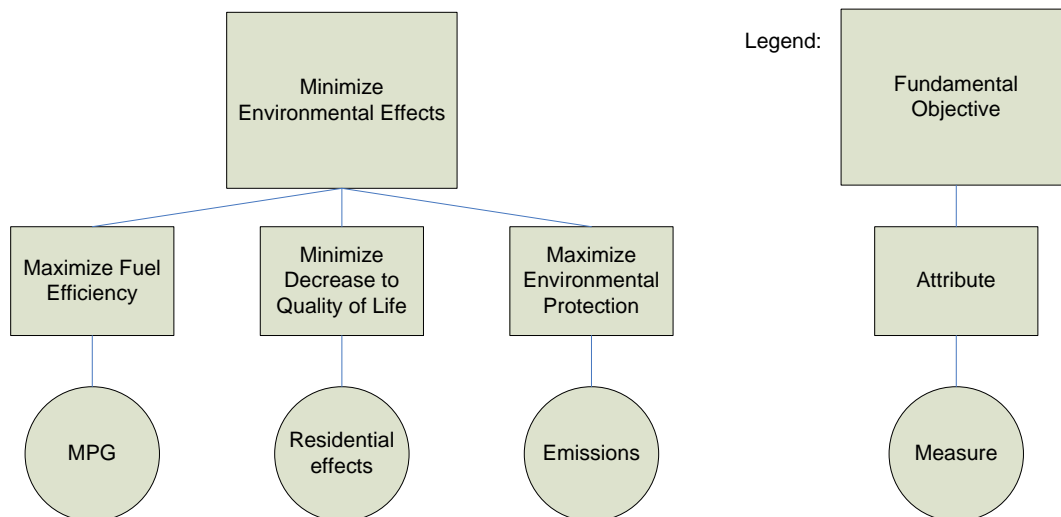 Minimize
Environmental Effects
Legend:
Fundamental
Objective
Maximize Fuel
Efficiency
Minimize
Decrease to
Quality of Life
Maximize
Environmental
Protection
Attribute
MPG
Residential
effects
Emissions
Measure